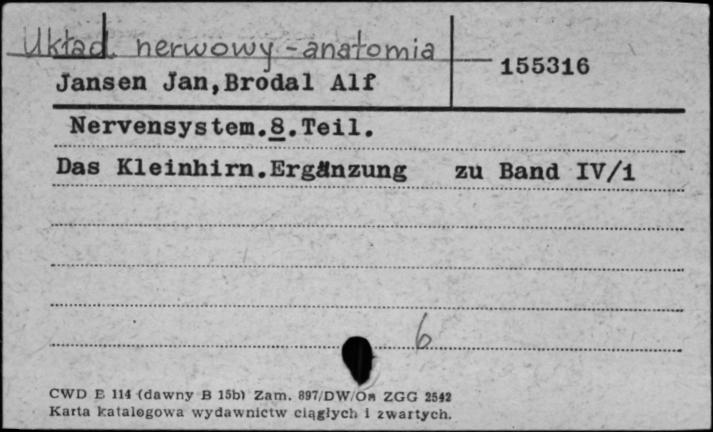 Układ nerwowy - anatomia
155316
Jansen Jan,Brodal Alf
Nervensystem.8.Teil.
Das Kleinhirn.Ergänzung zu Band IV/1
6
CWD E 114 (dawny B 15b) Zam. 897/DW/On ZGG 2542
Karta katalogowa wydawnictw ciągłych i zwartych.